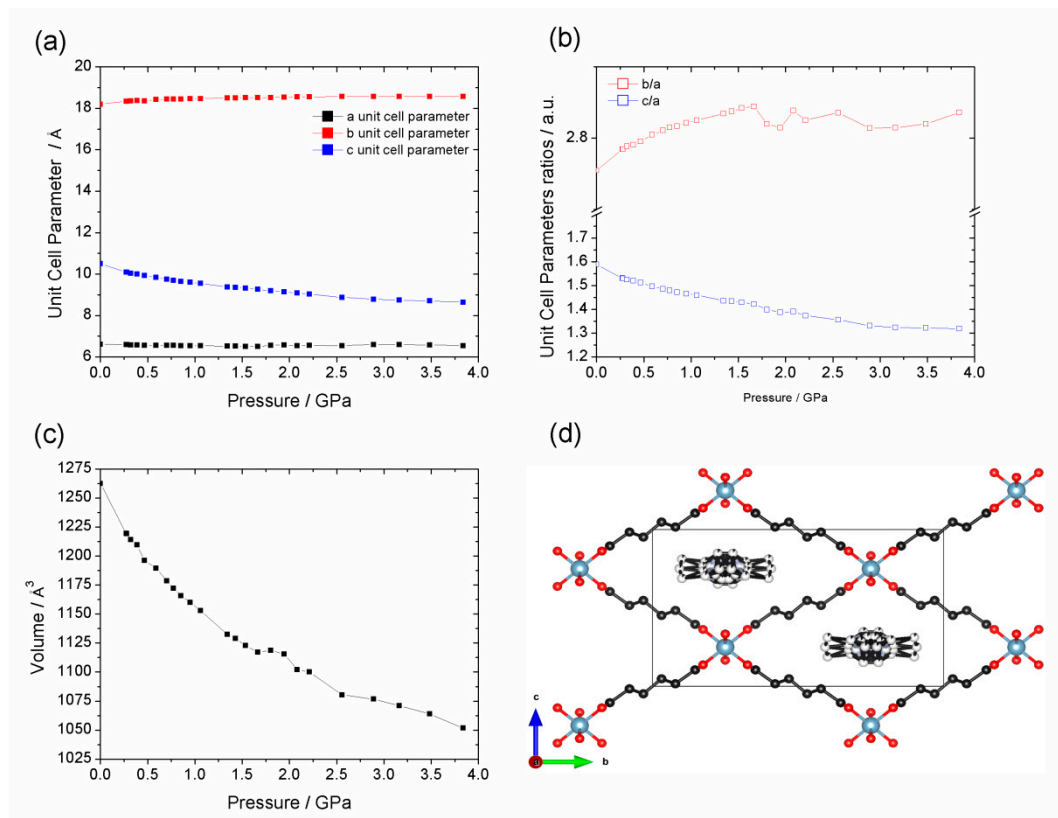 (a)
20
18
16
14
12
10
8
6
Unit Cell Parameter / Å
a unit cell parameter
b unit cell parameter
c unit cell parameter
0.0 0.5 1.0 1.5 2.0 2.5 3.0 3.5 4.0
Pressure / GPa
(b)
b/a
c/a
2.8
1.7
1.6
1.5
1.4
1.3
1.2
Unit Cell Parameters ratios / a.u.
0.0 0.5 1.0 1.5 2.0 2.5 3.0 3.5 4.0
Pressure / GPa
(c)
1275
1250
1225
1200
1175
1150
1125
1100
1075
1050
1025
Volume / Å³
0.0 0.5 1.0 1.5 2.0 2.5 3.0 3.5 4.0
Pressure / GPa
(d)
c
a
b